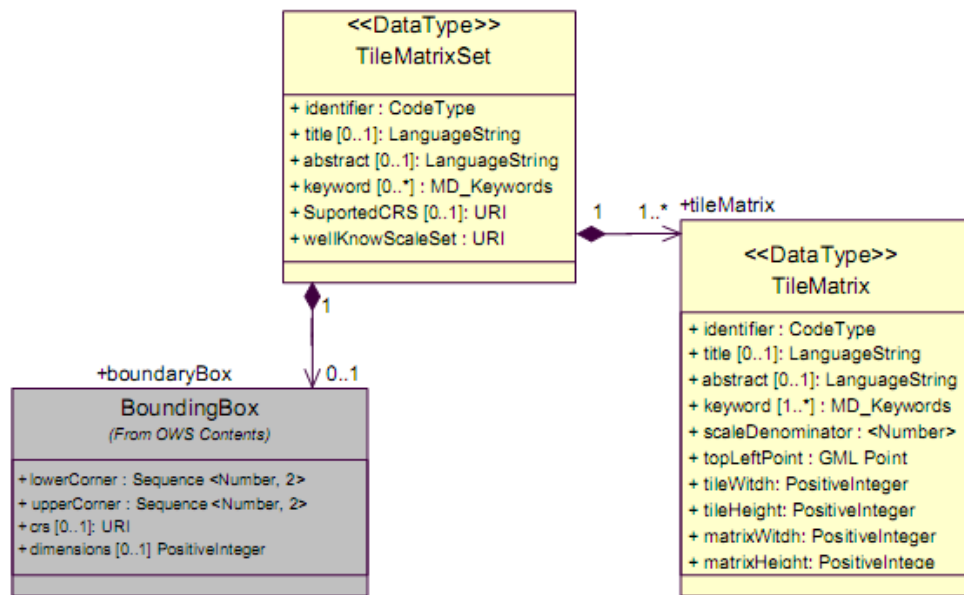 <<DataType>>
TileMatrixSet
+ identifier : CodeType
+ title [0..1]: LanguageString
+ abstract [0..1]: LanguageString
+ keyword [0..*] : MD_Keywords
+ SuportedCRS [0..1]: URI
+ wellKnowScaleSet : URI
1
1..*
+tileMatrix
<<DataType>>
TileMatrix
+ identifier : CodeType
+ title [0..1]: LanguageString
+ abstract [0..1]: LanguageString
+ keyword [1..*] : MD_Keywords
+ scaleDenominator : <Number>
+ topLeftPoint : GML Point
+ tileWitdh: PositiveInteger
+ tileHeight: PositiveInteger
+ matrixWitdh: PositiveInteger
+ matrixHeight: PositiveIntege
1
+boundaryBox
0..1
BoundingBox
(From OWS Contents)
+ lowerCorner : Sequence <Number, 2>
+ upperCorner : Sequence <Number, 2>
+ crs [0..1]: URI
+ dimensions [0..1] PositiveInteger